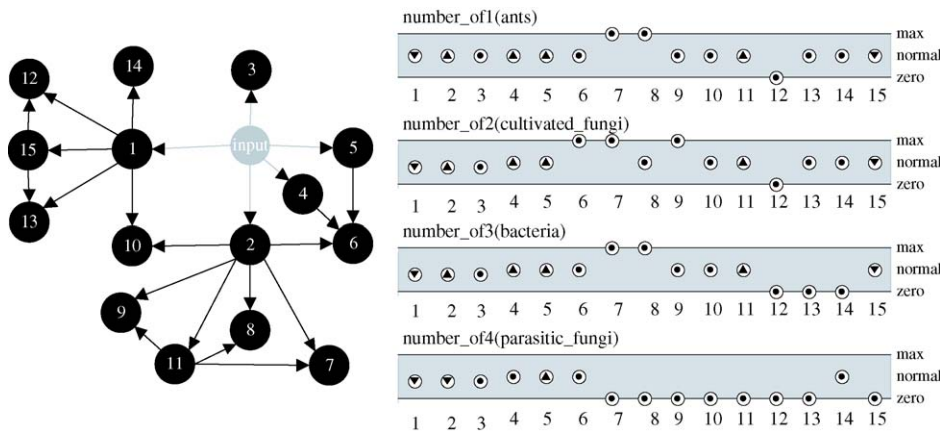 12
14
3
15
1
input
5
4
13
10
2
6
9
8
11
7
number_of1(ants)
max
normal
zero
1 2 3 4 5 6 7 8 9 10 11 12 13 14 15
number_of2(cultivated_fungi)
max
normal
zero
1 2 3 4 5 6 7 8 9 10 11 12 13 14 15
number_of3(bacteria)
max
normal
zero
1 2 3 4 5 6 7 8 9 10 11 12 13 14 15
number_of4(parasitic_fungi)
max
normal
zero
1 2 3 4 5 6 7 8 9 10 11 12 13 14 15